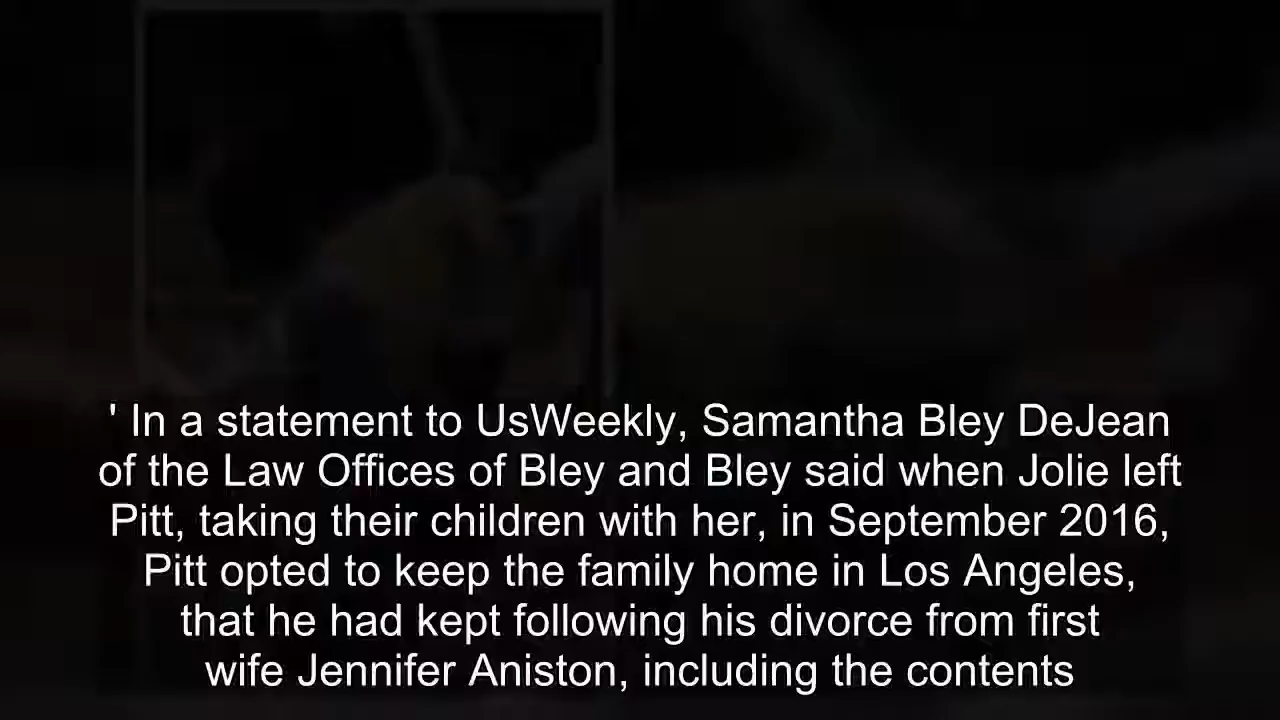 ' In a statement to UsWeekly, Samantha Bley DeJean
of the Law Offices of Bley and Bley said when Jolie left
Pitt, taking their children with her, in September 2016,
Pitt opted to keep the family home in Los Angeles,
that he had kept following his divorce from first
wife Jennifer Aniston, including the contents